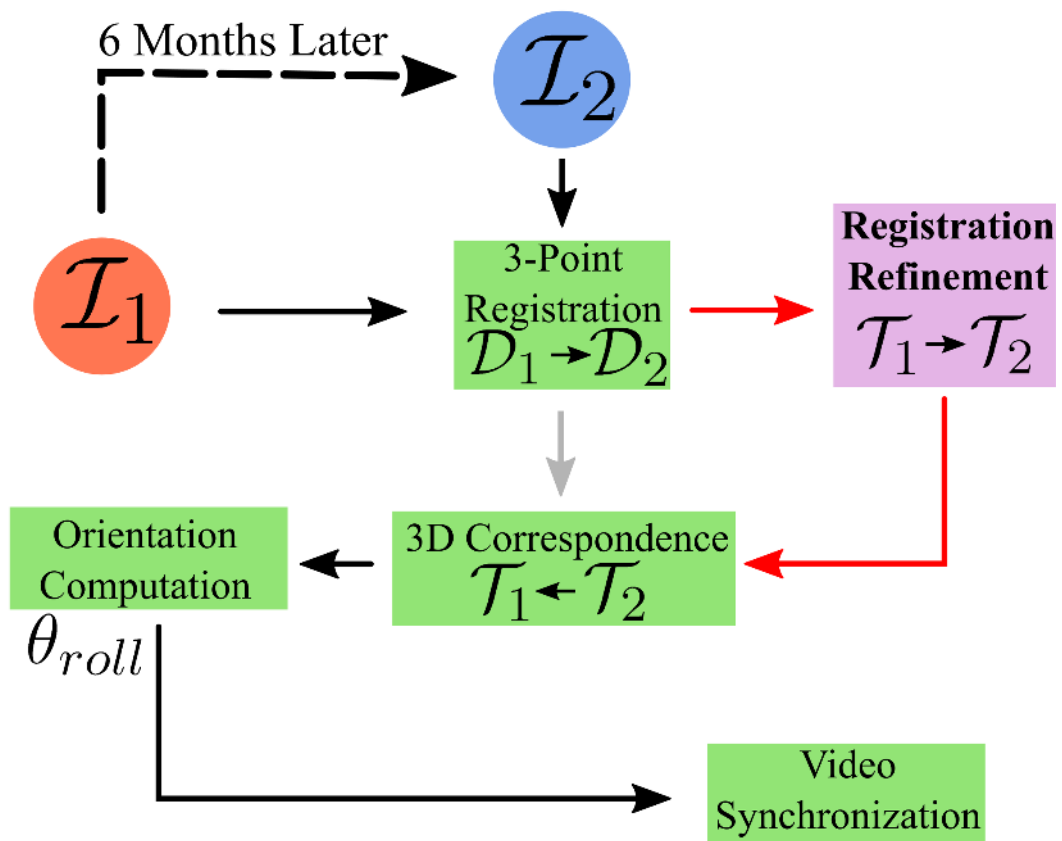 6 Months Later
𝓘₂
𝓘₁
3-Point
Registration
𝓓₁ → 𝓓₂
Registration
Refinement
𝓣₁ → 𝓣₂
Orientation
Computation
θ_roll
3D Correspondence
𝓣₁ ← 𝓣₂
Video
Synchronization